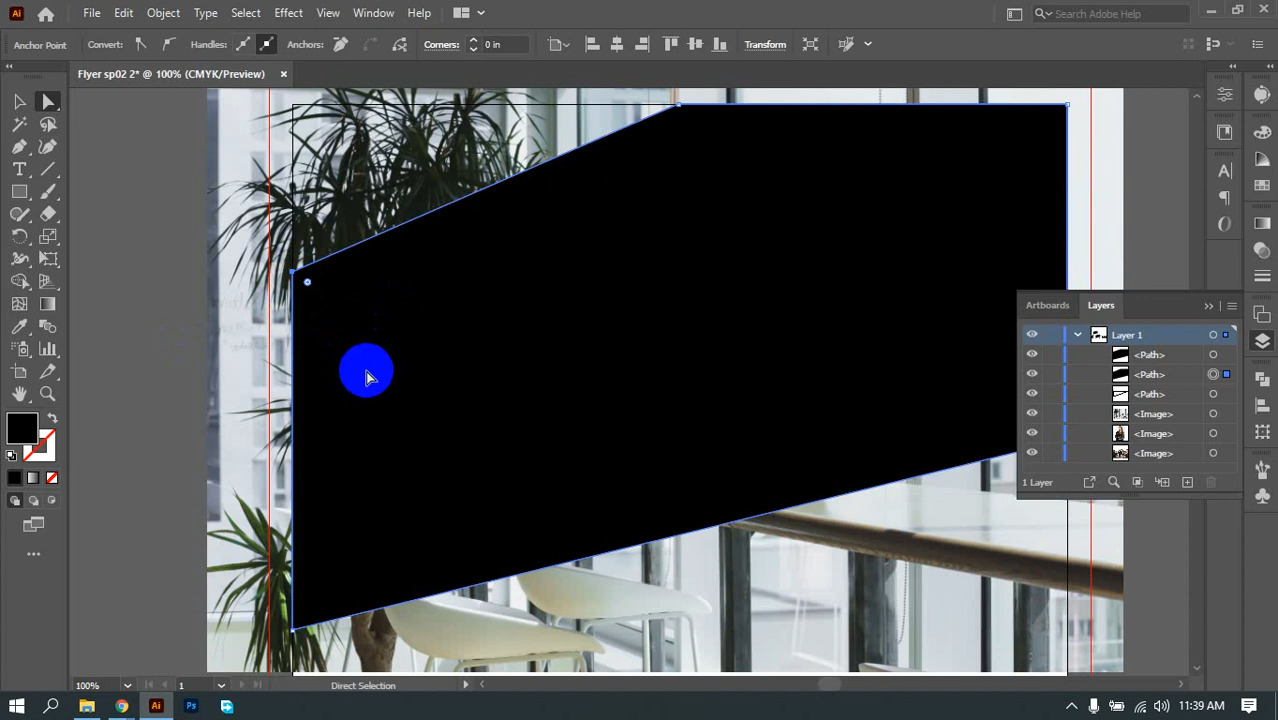 Ai File Edit Object Type Select Effect View Window Help Search Adobe Help
Anchor Point Convert: Handles: Anchors: Corners: 0 in Transform
Flyer sp02 2* @ 100% (CMYK/Preview)
Artboards Layers
Layer 1
<Path>
<Path>
<Path>
<Image>
<Image>
<Image>
1 Layer
100% 1 Direct Selection
Ai Ps 11:39 AM